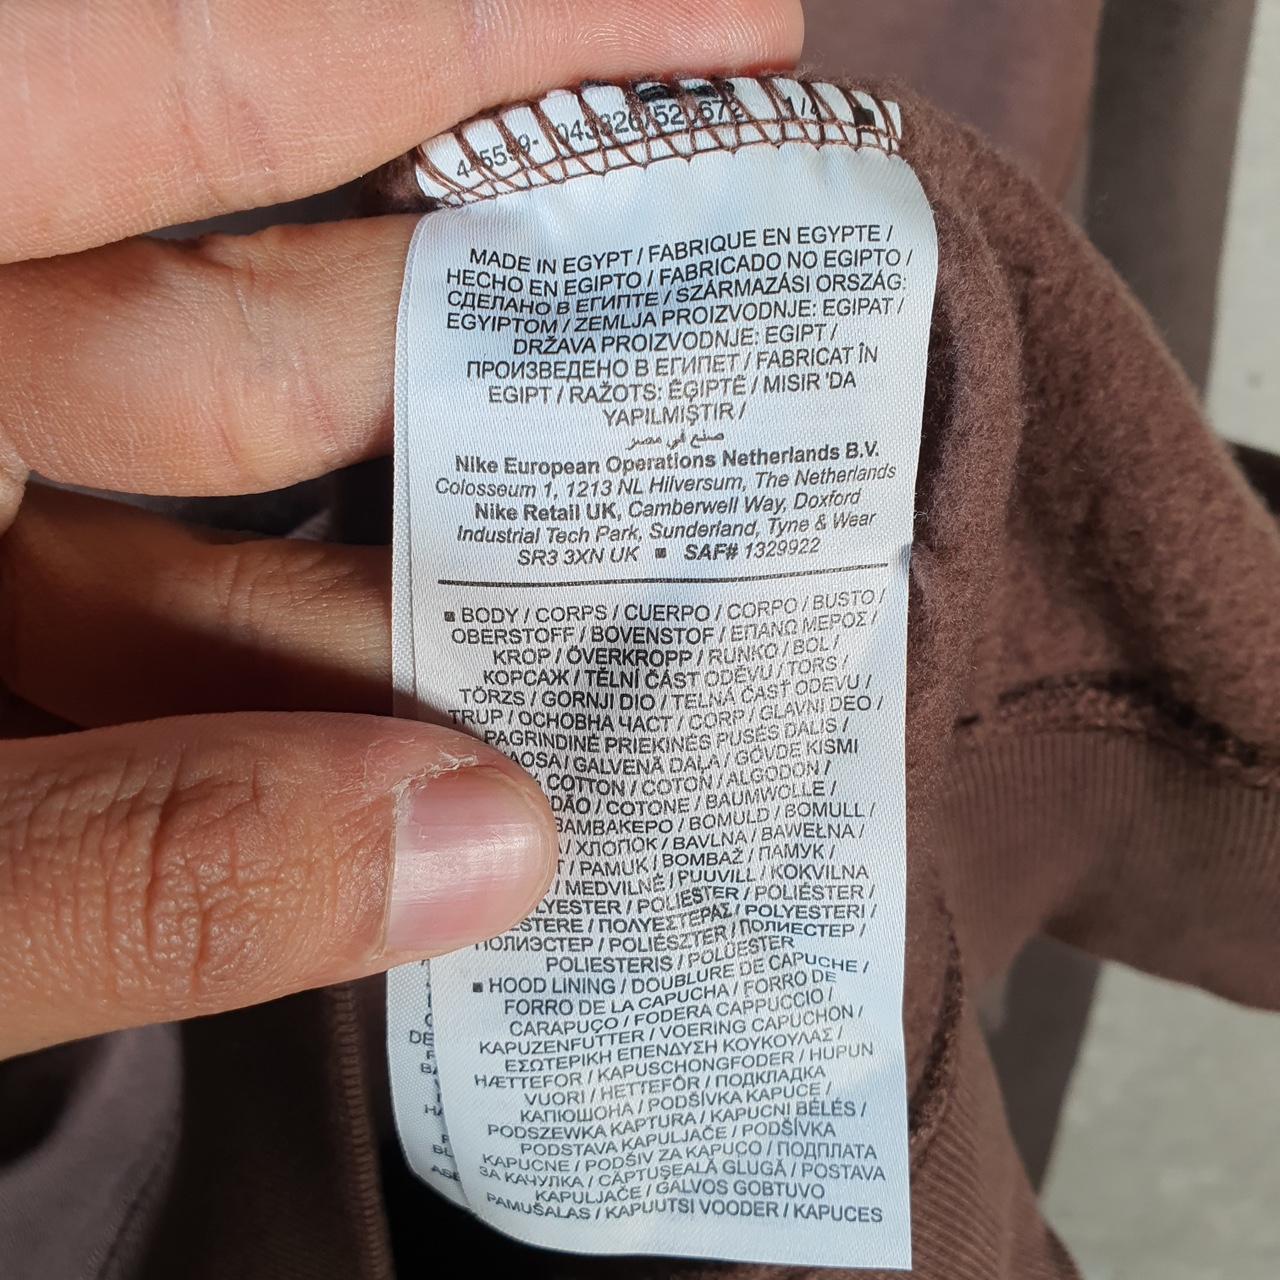 1/4
MADE IN EGYPT / FABRIQUE EN EGYPTE /
HECHO EN EGIPTO / FABRICADO NO EGIPTO /
СДЕЛАНО В ЕГИПТЕ / SZÁRMAZÁSI ORSZÁG:
EGYIPTOM / ZEMLJA PROIZVODNJE: EGIPAT /
DRŽAVA PROIZVODNJE: EGIPT /
ПРОИЗВЕДЕНО В ЕГИПЕТ / FABRICAT ÎN
EGIPT / RAŽOTS: ĒĢIPTĒ / MISIR 'DA
YAPILMIŞTIR /
صنع في مصر
Nike European Operations Netherlands B.V.
Colosseum 1, 1213 NL Hilversum, The Netherlands
Nike Retail UK, Camberwell Way, Doxford
Industrial Tech Park, Sunderland, Tyne & Wear
SR3 3XN UK ■ SAF# 1329922
■ BODY / CORPS / CUERPO / CORPO / BUSTO /
OBERSTOFF / BOVENSTOF / ΕΠΑΝΩ ΜΕΡΟΣ /
KROP / ÖVERKROPP / RUNKO / BOL /
КОРСАЖ / TĚLNÍ ČÁST ODĚVU / TORS /
TÖRZS / GORNJI DIO / TELNÁ ČASŤ ODEVU /
TRUP / ОСНОВНА ЧАСТ / CORP / GLAVNI DEO /
PAGRINDINĖ PRIEKINĖS PUSĖS DALIS /
GALVENĀ DAĻA / GÖVDE KISMI
COTTON / COTON / ALGODON /
COTONE / BAUMWOLLE /
ΒΑΜΒΑΚΕΡΟ / BOMULD / BOMULL /
/ ХЛОПОК / BAVLNA / BAWEŁNA /
/ PAMUK / BOMBAŽ / ПАМУК /
/ MEDVILNĖ / PUUVILL / KOKVILNA
POLIESTER / POLIÉSTER /
/ ΠΟΛΥΕΣΤΕΡΑΣ / POLYESTERI /
ПОЛИЭСТЕР / POLIÉSZTER / ПОЛИЕСТЕР /
POLIESTERIS / POLÜESTER
■ HOOD LINING / DOUBLURE DE CAPUCHE /
FORRO DE LA CAPUCHA / FORRO DE
CARAPUÇO / FODERA CAPPUCCIO /
KAPUZENFUTTER / VOERING CAPUCHON /
ΕΣΩΤΕΡΙΚΗ ΕΠΕΝΔΥΣΗ ΚΟΥΚΟΥΛΑΣ /
HÆTTEFOR / KAPUSCHONGFODER / HUPUN
VUORI / HETTEFÔR / ПОДКЛАДКА
КАПЮШОНА / PODŠÍVKA KAPUCE /
PODSZEWKA KAPTURA / KAPUCNI BÉLÉS /
PODSTAVA KAPULJAČE / PODŠÍVKA
KAPUCNE / PODŠIV ZA KAPUCO / ПОДПЛАТА
ЗА КАЧУЛКА / CĂPTUŞEALĂ GLUGĂ / POSTAVA
KAPULJAČE / GALVOS GOBTUVO
PAMUŠALAS / KAPUUTSI VOODER / KAPUCES